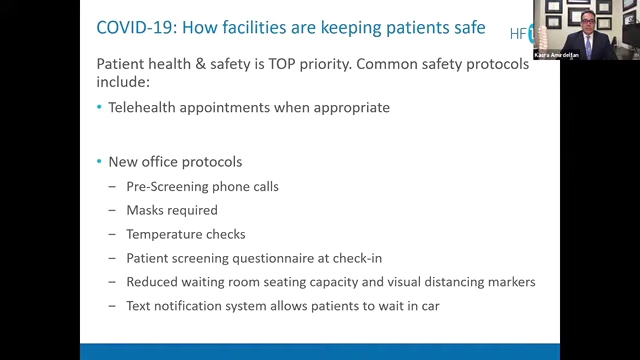 COVID-19: How facilities are keeping patients safe
HF
Kasra Amirdelfan
Patient health & safety is TOP priority. Common safety protocols
include:
• Telehealth appointments when appropriate
• New office protocols
– Pre-Screening phone calls
– Masks required
– Temperature checks
– Patient screening questionnaire at check-in
– Reduced waiting room seating capacity and visual distancing markers
– Text notification system allows patients to wait in car